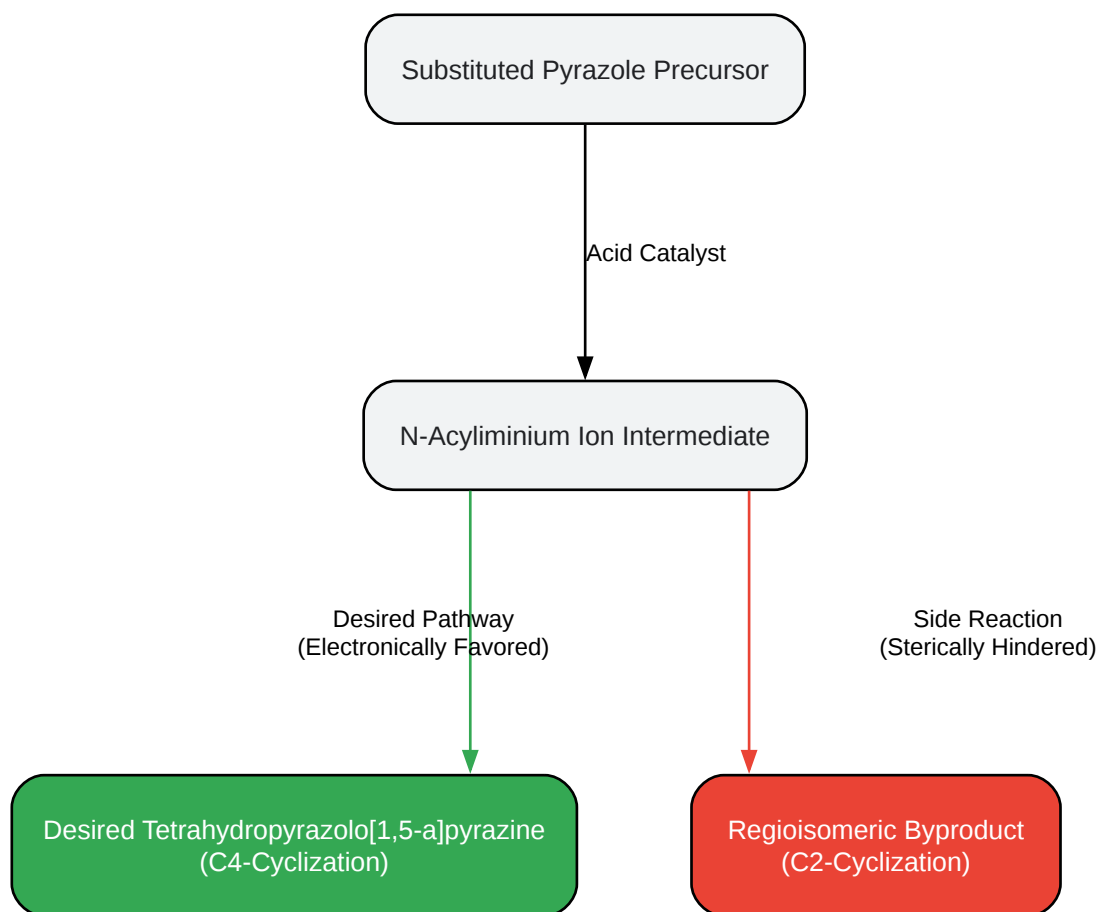 Substituted Pyrazole Precursor
Acid Catalyst
N-Acyliminium Ion Intermediate
Desired Pathway
(Electronically Favored)
Side Reaction
(Sterically Hindered)
Desired Tetrahydropyrazolo[1,5-a]pyrazine
(C4-Cyclization)
Regioisomeric Byproduct
(C2-Cyclization)